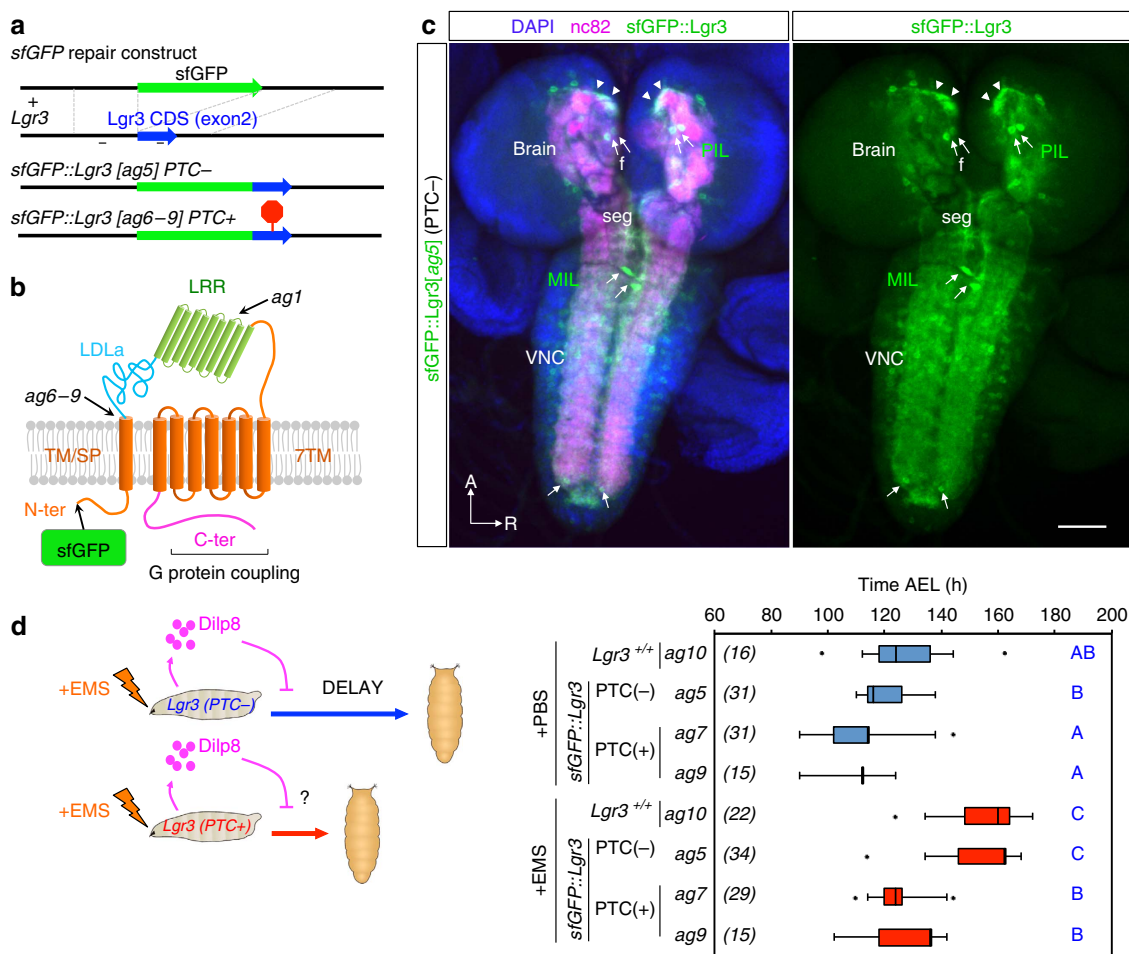 a
sfGFP repair construct
sfGFP
+
Lgr3
Lgr3 CDS (exon2)
– –
sfGFP::Lgr3 [ag5] PTC–
sfGFP::Lgr3 [ag6–9] PTC+
b
LRR
ag1
LDLa
ag6–9
TM/SP
7TM
N-ter
sfGFP
C-ter
G protein coupling
c
DAPI nc82 sfGFP::Lgr3
sfGFP::Lgr3
sfGFP::Lgr3[ag5] (PTC–)
Brain
f
PIL
seg
MIL
VNC
A
R
Brain
PIL
seg
MIL
VNC
d
Dilp8
+EMS
Lgr3 (PTC–)
DELAY
Dilp8
+EMS
Lgr3 (PTC+)
?
Time AEL (h)
60 80 100 120 140 160 180 200
+PBS
Lgr3 +/+ ag10 (16) AB
sfGFP::Lgr3
PTC(–) ag5 (31) B
PTC(+)
ag7 (31) A
ag9 (15) A
+EMS
Lgr3 +/+ ag10 (22) C
sfGFP::Lgr3
PTC(–) ag5 (34) C
PTC(+)
ag7 (29) B
ag9 (15) B